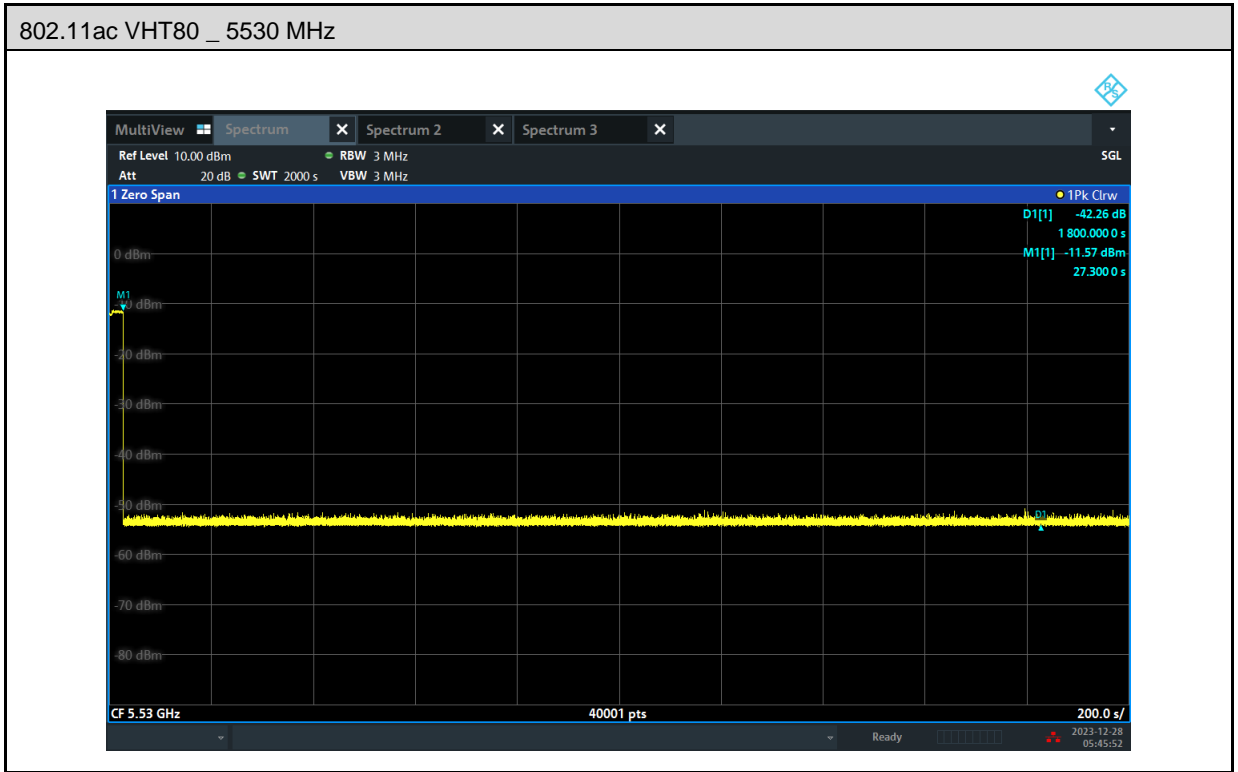 802.11ac VHT80 _ 5530 MHz
R&S
MultiView Spectrum X Spectrum 2 X Spectrum 3 X
Ref Level 10.00 dBm RBW 3 MHz SGL
Att 20 dB SWT 2000 s VBW 3 MHz
1 Zero Span 1Pk Clrw
D1[1] -42.26 dB
1 800.000 0 s
0 dBm M1[1] -11.57 dBm
27.300 0 s
M1
-10 dBm
-20 dBm
-30 dBm
-40 dBm
-50 dBm
D1
-60 dBm
-70 dBm
-80 dBm
CF 5.53 GHz 40001 pts 200.0 s/
Ready 2023-12-28
05:45:52